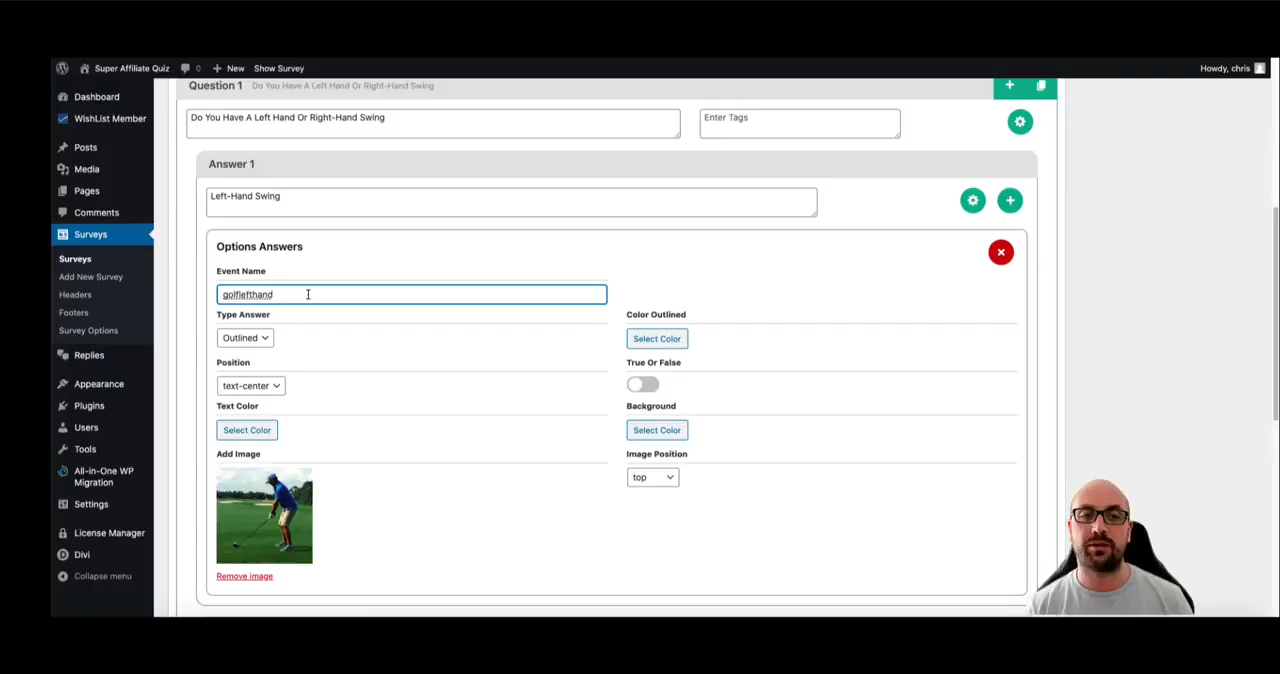 Super Affiliate Quiz 0 New Show Survey Howdy, chris
Dashboard
WishList Member
Posts
Media
Pages
Comments
Surveys
Surveys
Add New Survey
Headers
Footers
Survey Options
Replies
Appearance
Plugins
Users
Tools
All-in-One WP
Migration
Settings
License Manager
Divi
Collapse menu
Question 1 Do You Have A Left Hand Or Right-Hand Swing
Do You Have A Left Hand Or Right-Hand Swing Enter Tags
Answer 1
Left-Hand Swing
Options Answers
Event Name
golflefthand
Type Answer Color Outlined
Outlined Select Color
Position True Or False
text-center
Text Color Background
Select Color Select Color
Add Image Image Position
top
Remove image